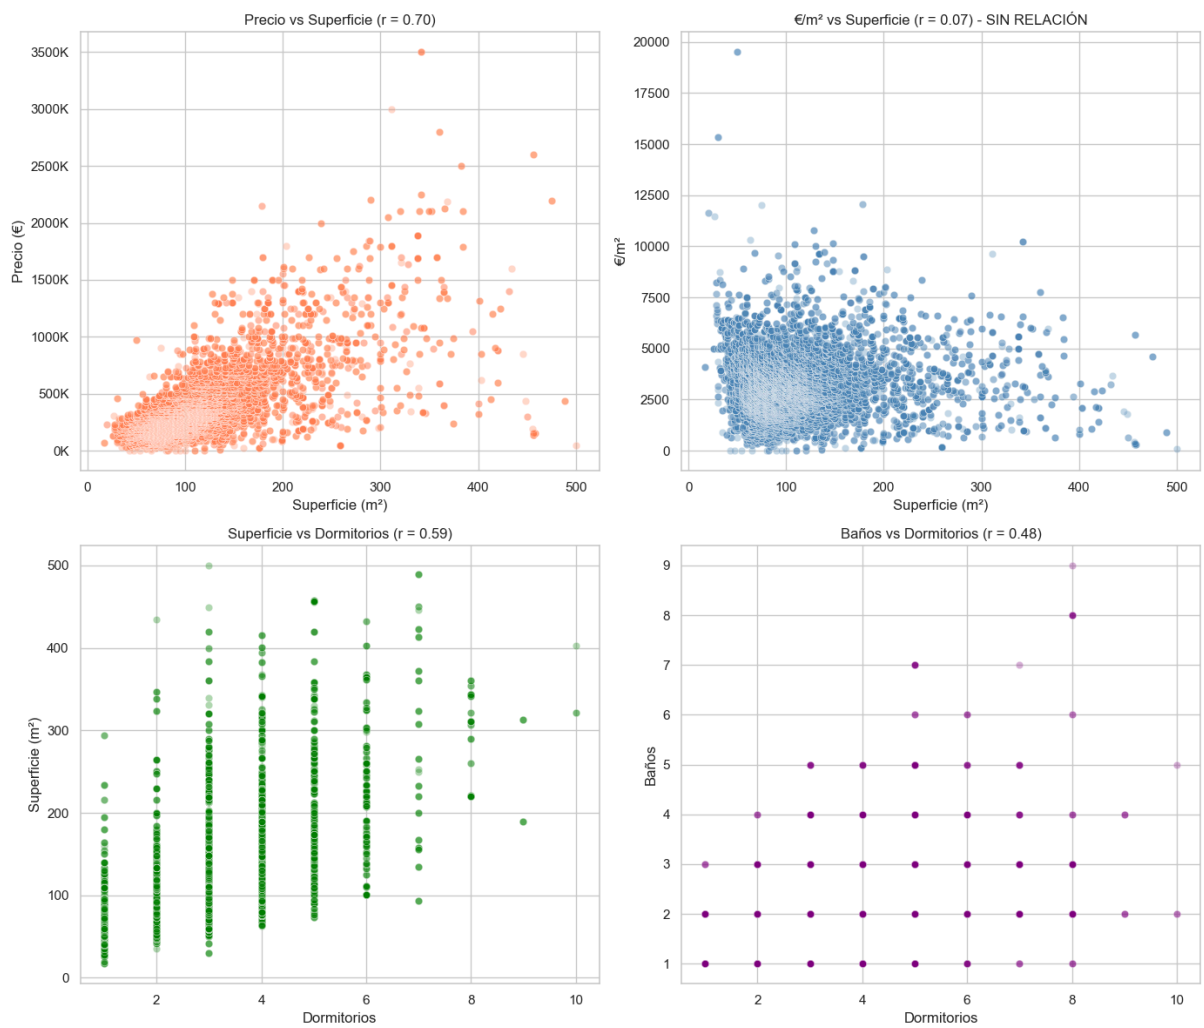 Precio vs Superficie (r = 0.70)
3500K
3000K
2500K
2000K
1500K
1000K
500K
0K
Precio (€)
0 100 200 300 400 500
Superficie (m²)
€/m² vs Superficie (r = 0.07) - SIN RELACIÓN
20000
17500
15000
12500
10000
7500
5000
2500
0
€/m²
0 100 200 300 400 500
Superficie (m²)
Superficie vs Dormitorios (r = 0.59)
500
400
300
200
100
0
Superficie (m²)
2 4 6 8 10
Dormitorios
Baños vs Dormitorios (r = 0.48)
9
8
7
6
5
4
3
2
1
Baños
2 4 6 8 10
Dormitorios